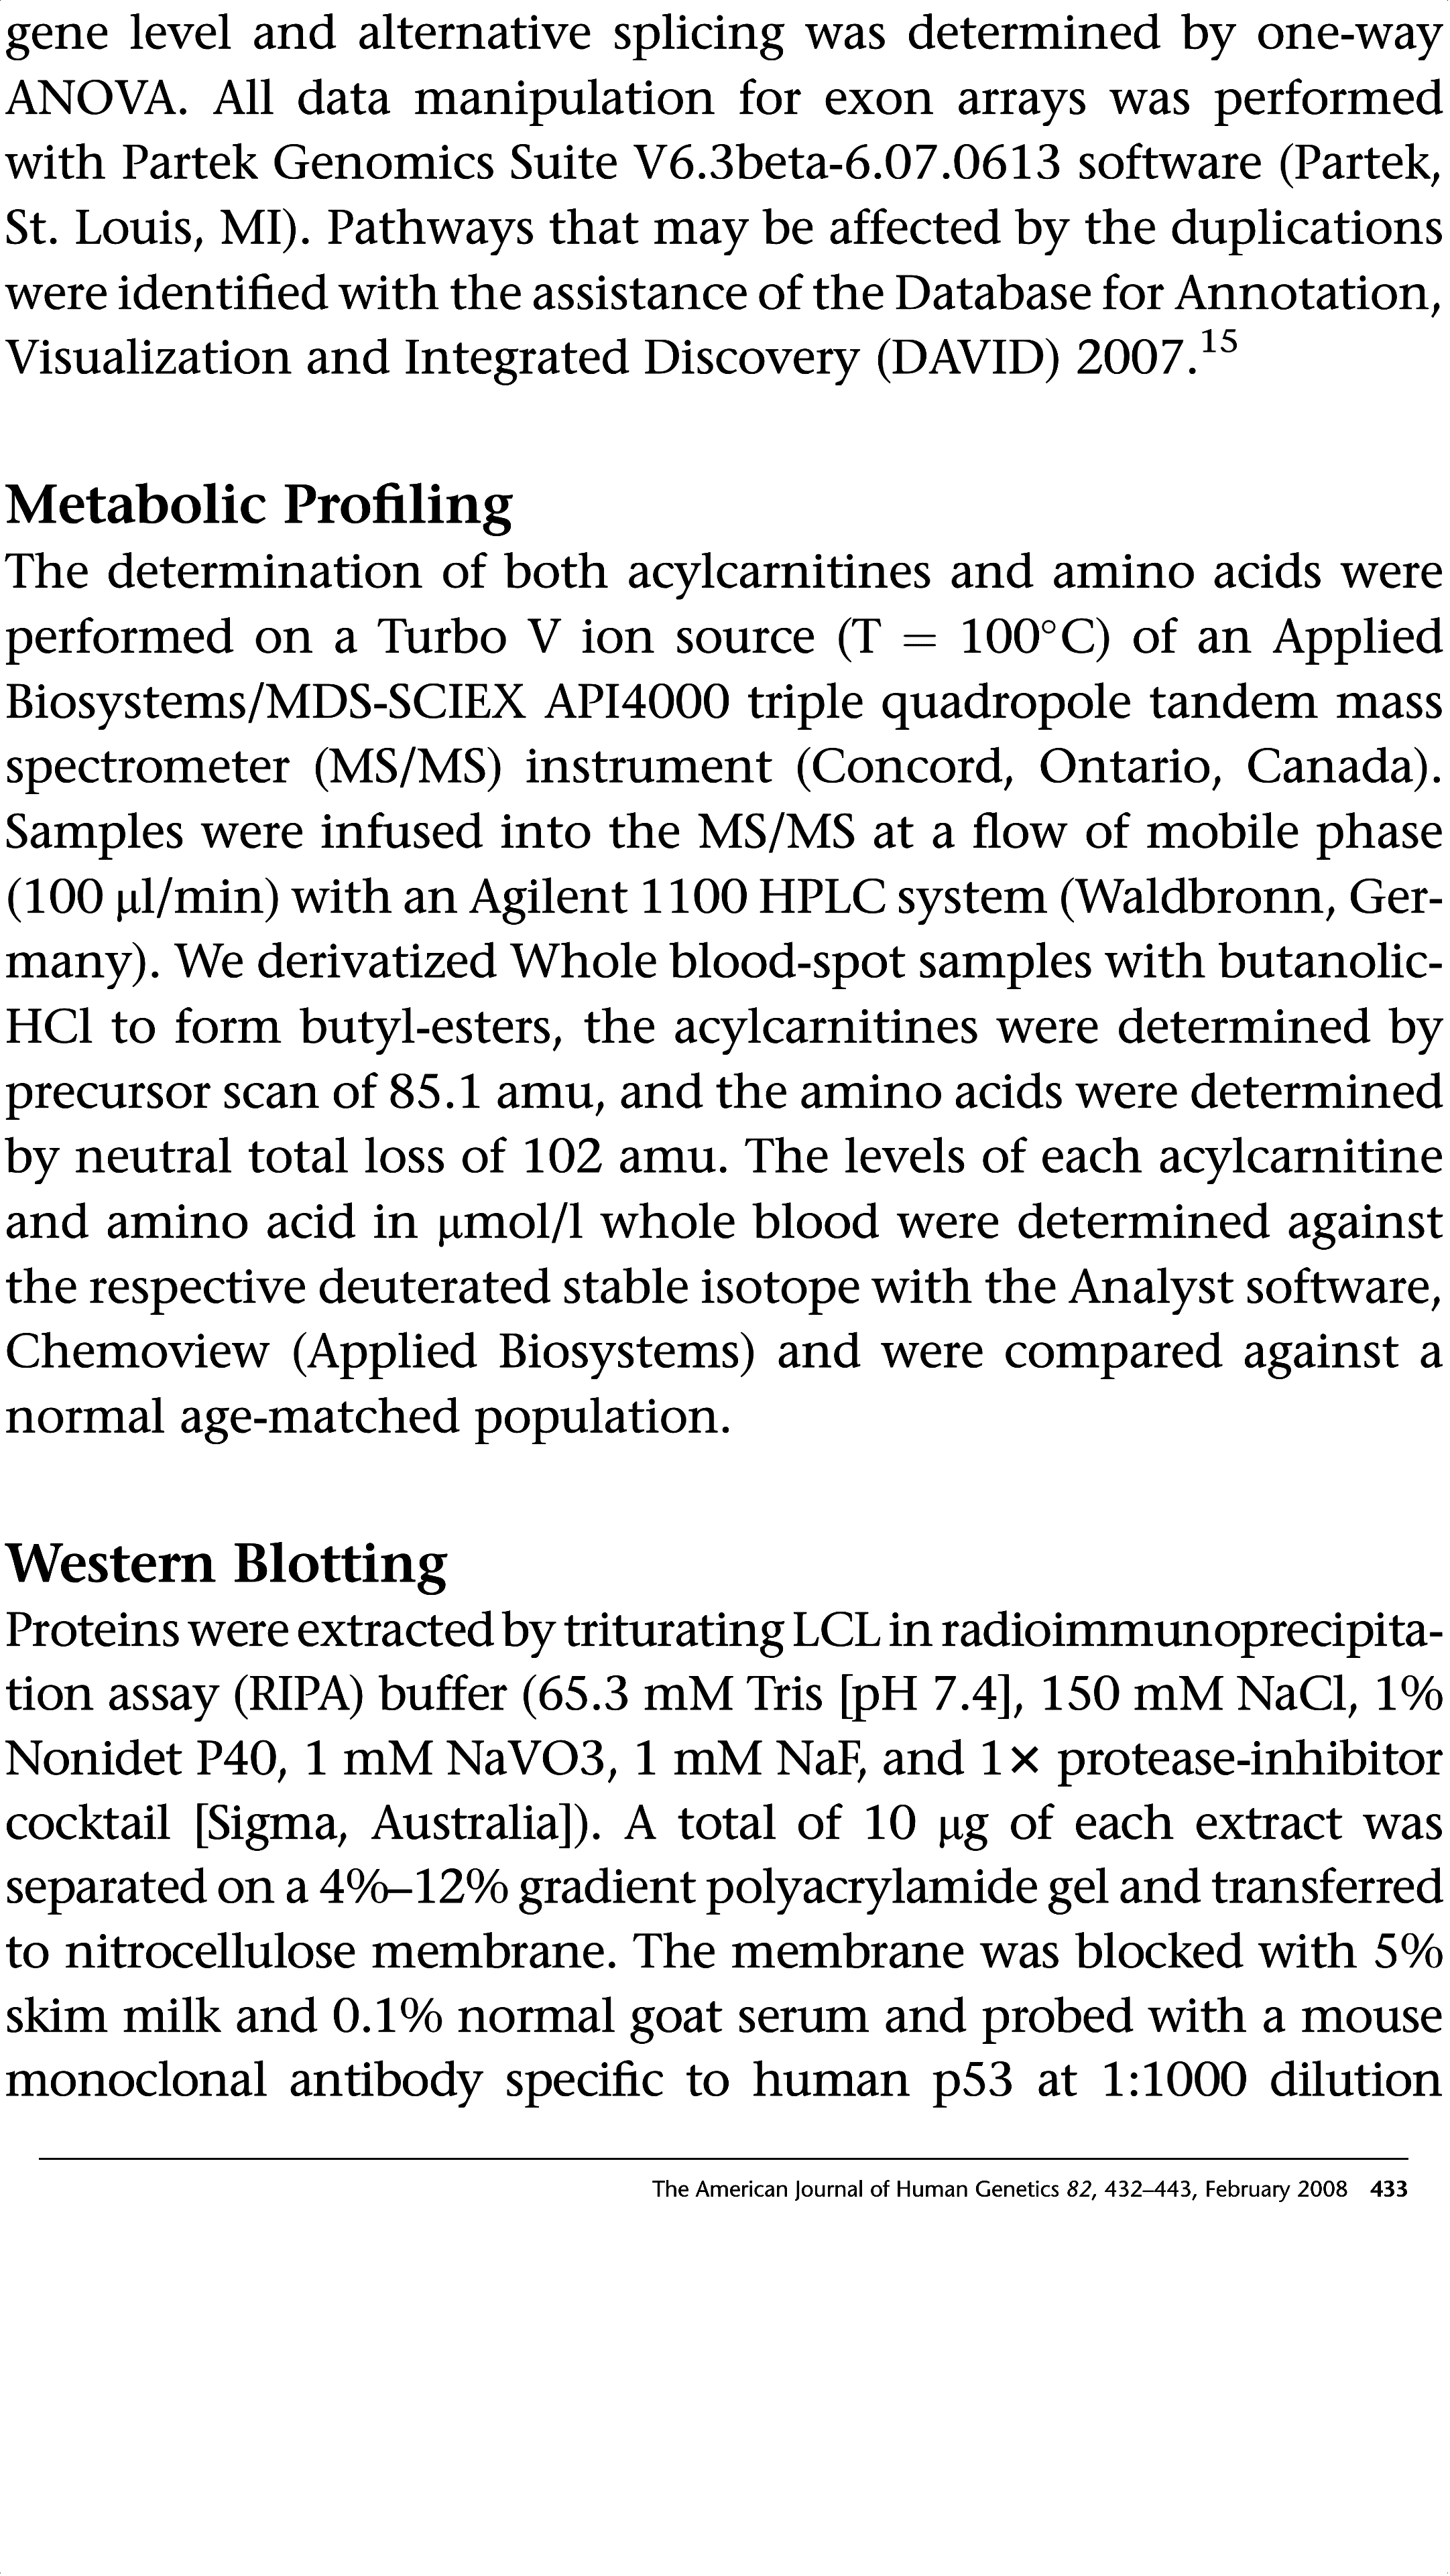 gene level and alternative splicing was determined by one-way
ANOVA. All data manipulation for exon arrays was performed
with Partek Genomics Suite V6.3beta-6.07.0613 software (Partek,
St. Louis, MI). Pathways that may be affected by the duplications
were identified with the assistance of the Database for Annotation,
Visualization and Integrated Discovery (DAVID) 2007.15
Metabolic Profiling
The determination of both acylcarnitines and amino acids were
performed on a Turbo V ion source (T = 100°C) of an Applied
Biosystems/MDS-SCIEX API4000 triple quadropole tandem mass
spectrometer (MS/MS) instrument (Concord, Ontario, Canada).
Samples were infused into the MS/MS at a flow of mobile phase
(100 μl/min) with an Agilent 1100 HPLC system (Waldbronn, Ger-
many). We derivatized Whole blood-spot samples with butanolic-
HCl to form butyl-esters, the acylcarnitines were determined by
precursor scan of 85.1 amu, and the amino acids were determined
by neutral total loss of 102 amu. The levels of each acylcarnitine
and amino acid in μmol/l whole blood were determined against
the respective deuterated stable isotope with the Analyst software,
Chemoview (Applied Biosystems) and were compared against a
normal age-matched population.
Western Blotting
Proteins were extracted by triturating LCL in radioimmunoprecipita-
tion assay (RIPA) buffer (65.3 mM Tris [pH 7.4], 150 mM NaCl, 1%
Nonidet P40, 1 mM NaVO3, 1 mM NaF, and 1× protease-inhibitor
cocktail [Sigma, Australia]). A total of 10 μg of each extract was
separated on a 4%–12% gradient polyacrylamide gel and transferred
to nitrocellulose membrane. The membrane was blocked with 5%
skim milk and 0.1% normal goat serum and probed with a mouse
monoclonal antibody specific to human p53 at 1:1000 dilution
The American Journal of Human Genetics 82, 432–443, February 2008 433